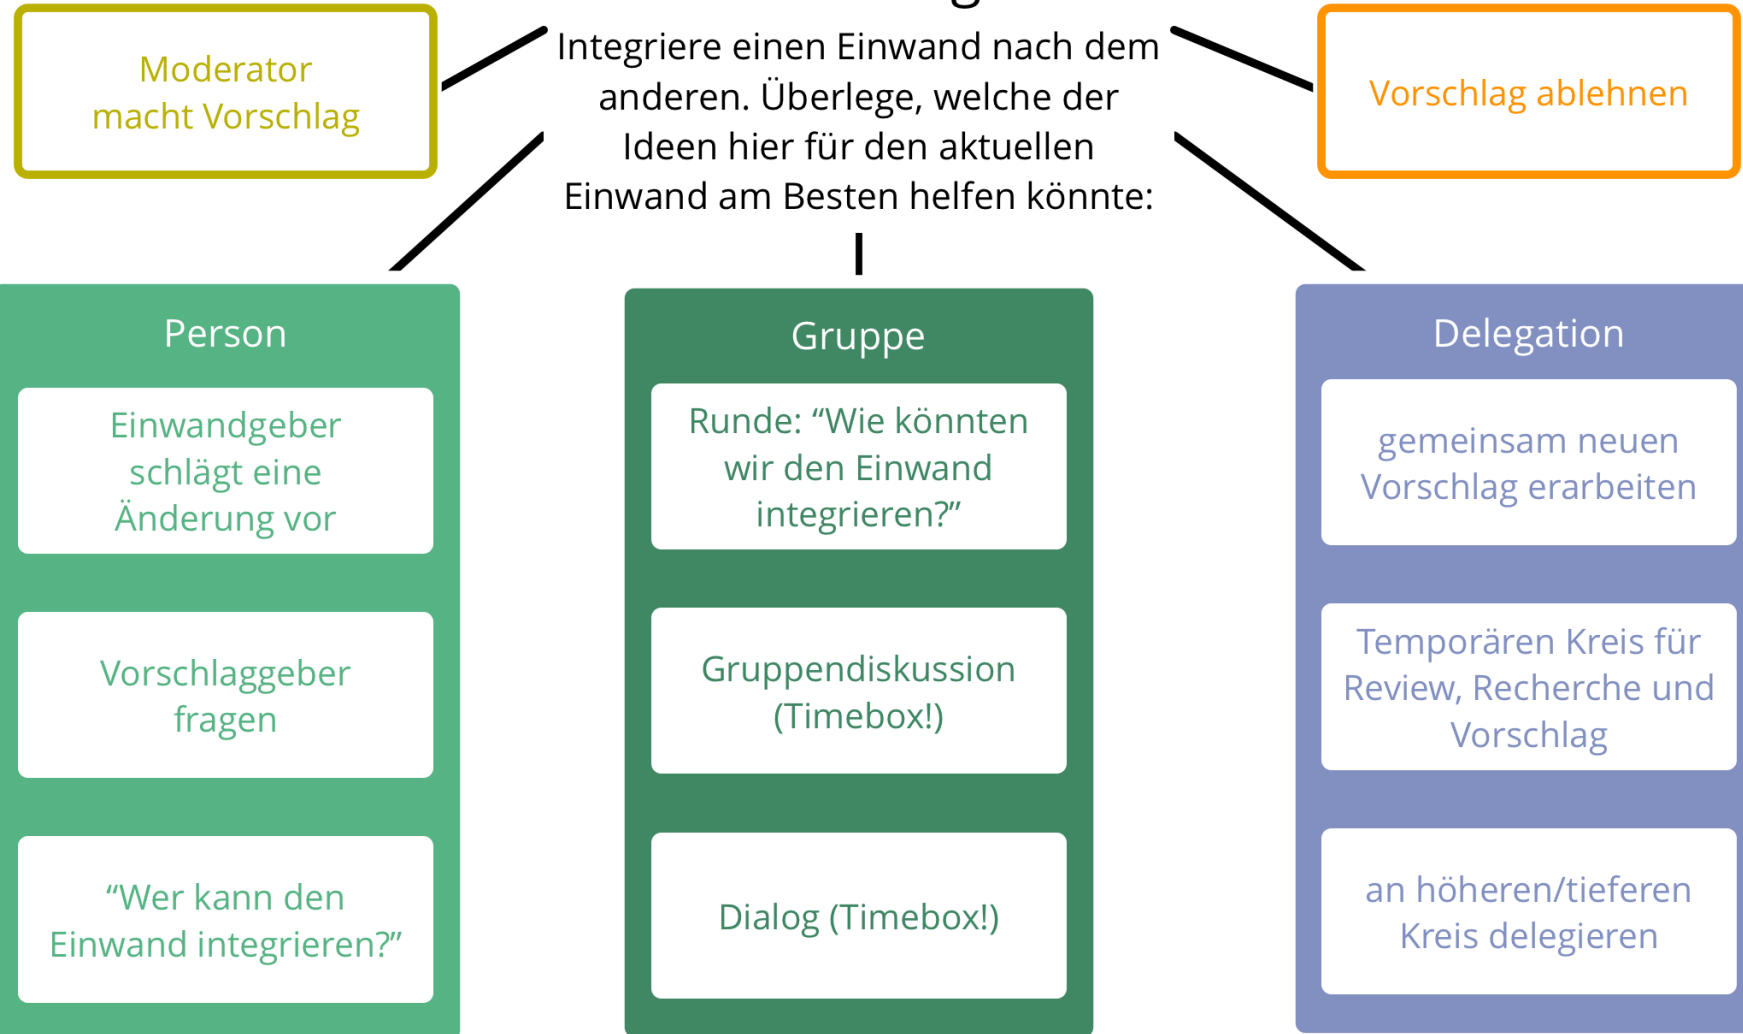 Moderator
macht Vorschlag
Integriere einen Einwand nach dem
anderen. Überlege, welche der
Ideen hier für den aktuellen
Einwand am Besten helfen könnte:
Vorschlag ablehnen
Person
Einwandgeber
schlägt eine
Änderung vor
Vorschlaggeber
fragen
“Wer kann den
Einwand integrieren?”
Gruppe
Runde: “Wie könnten
wir den Einwand
integrieren?”
Gruppendiskussion
(Timebox!)
Dialog (Timebox!)
Delegation
gemeinsam neuen
Vorschlag erarbeiten
Temporären Kreis für
Review, Recherche und
Vorschlag
an höheren/tieferen
Kreis delegieren